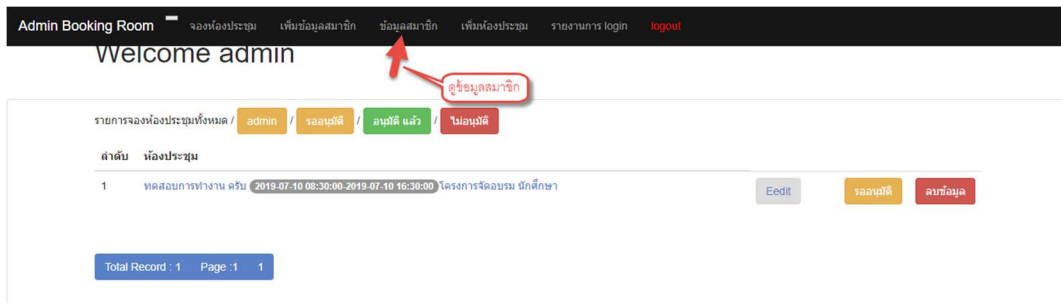 Admin Booking Room จองห้องประชุม เพิ่มข้อมูลสมาชิก ข้อมูลสมาชิก เพิ่มห้องประชุม รายงานการ login logout
Welcome admin
ดูข้อมูลสมาชิก
รายการจองห้องประชุมทั้งหมด / admin / รออนุมัติ / อนุมัติ แล้ว / ไม่อนุมัติ
ลำดับ ห้องประชุม
1 ทดสอบการทำงาน ครับ 2019-07-10 08:30:00-2019-07-10 16:30:00 โครงการจัดอบรม นักศึกษา Eedit รออนุมัติ ลบข้อมูล
Total Record : 1 Page :1 1